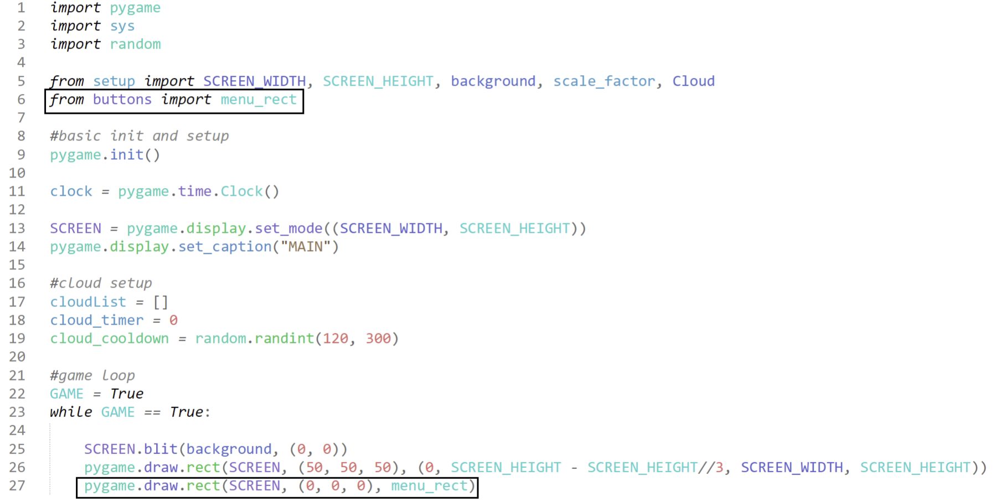 1 import pygame
2 import sys
3 import random
4
5 from setup import SCREEN_WIDTH, SCREEN_HEIGHT, background, scale_factor, Cloud
6 from buttons import menu_rect
7
8 #basic init and setup
9 pygame.init()
10
11 clock = pygame.time.Clock()
12
13 SCREEN = pygame.display.set_mode((SCREEN_WIDTH, SCREEN_HEIGHT))
14 pygame.display.set_caption("MAIN")
15
16 #cloud setup
17 cloudList = []
18 cloud_timer = 0
19 cloud_cooldown = random.randint(120, 300)
20
21 #game loop
22 GAME = True
23 while GAME == True:
24
25     SCREEN.blit(background, (0, 0))
26     pygame.draw.rect(SCREEN, (50, 50, 50), (0, SCREEN_HEIGHT - SCREEN_HEIGHT//3, SCREEN_WIDTH, SCREEN_HEIGHT))
27     pygame.draw.rect(SCREEN, (0, 0, 0), menu_rect)